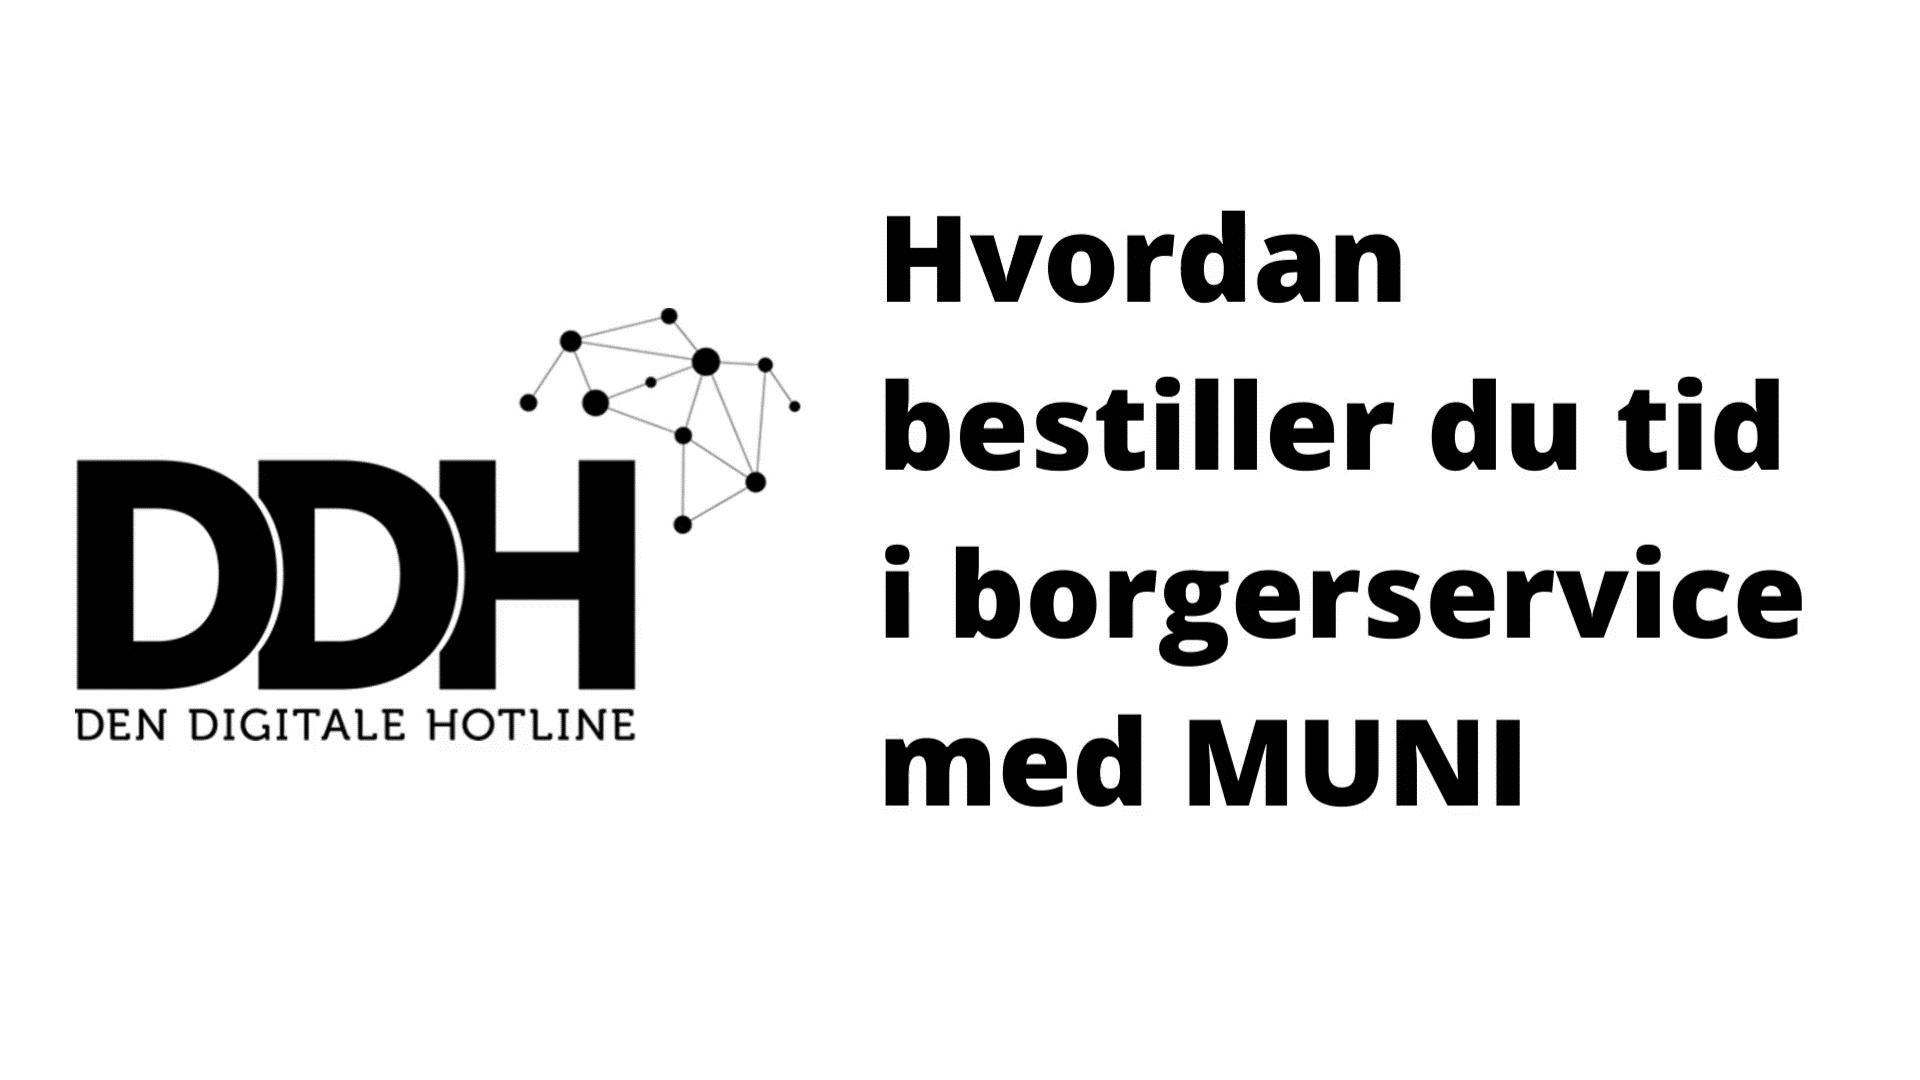 DDH
DEN DIGITALE HOTLINE
Hvordan
bestiller du tid
i borgerservice
med MUNI